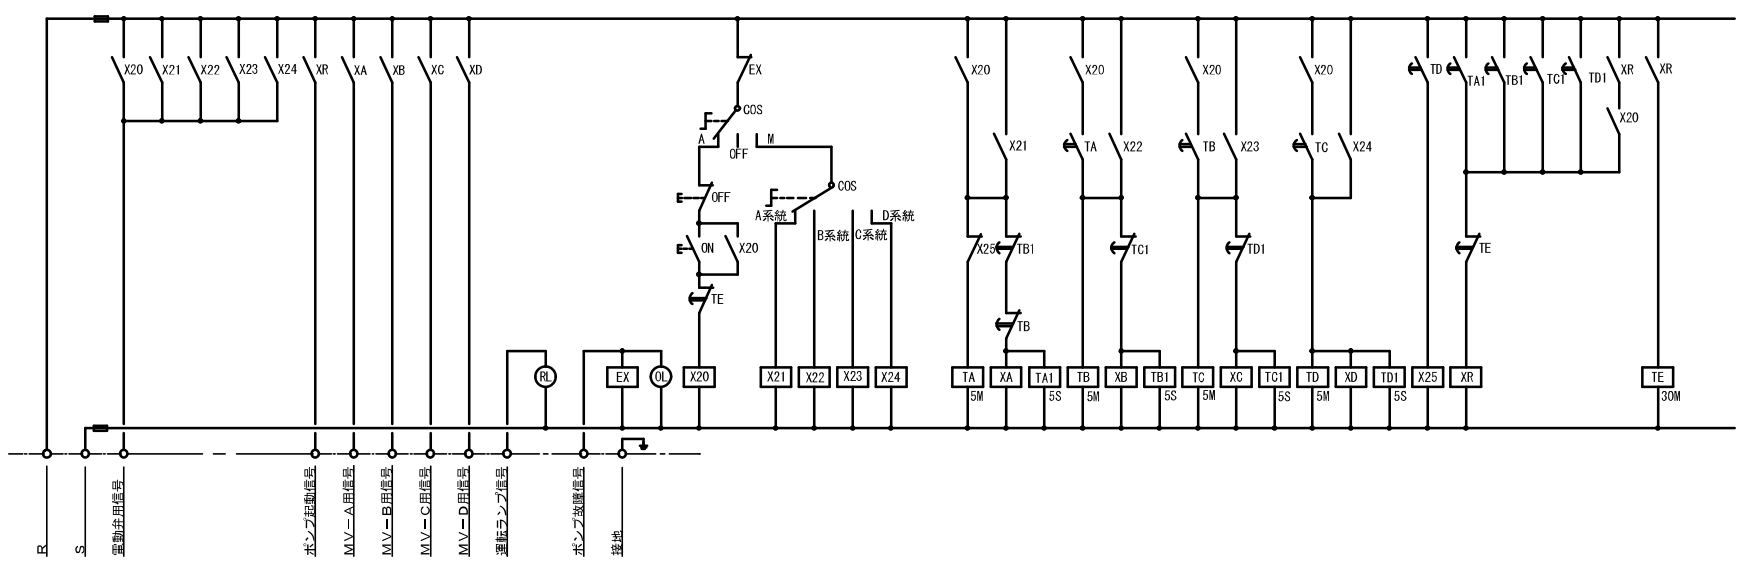 X20 X21 X22 X23 X24 XR XA XB XC XD EX X20 X20 X20 X20 TD TA1 TB1 TC1 TD1 XR XR
COS
X20
A OFF M
X21 TA X22 TB X23 TC X24
COS
OFF
A系統 D系統
B系統 C系統
ON X20 X25 TB1 TC1 TD1 TE
TE
TB
RL EX OL X20 X21 X22 X23 X24 TA XA TA1 TB XB TB1 TC XC TC1 TD XD TD1 X25 XR TE
5M 5S 5M 5S 5M 5S 5M 5S 30M
R
S
電動弁用信号
ポンプ起動信号
MV－A用信号
MV－B用信号
MV－C用信号
MV－D用信号
運転ランプ信号
ポンプ故障信号
接地